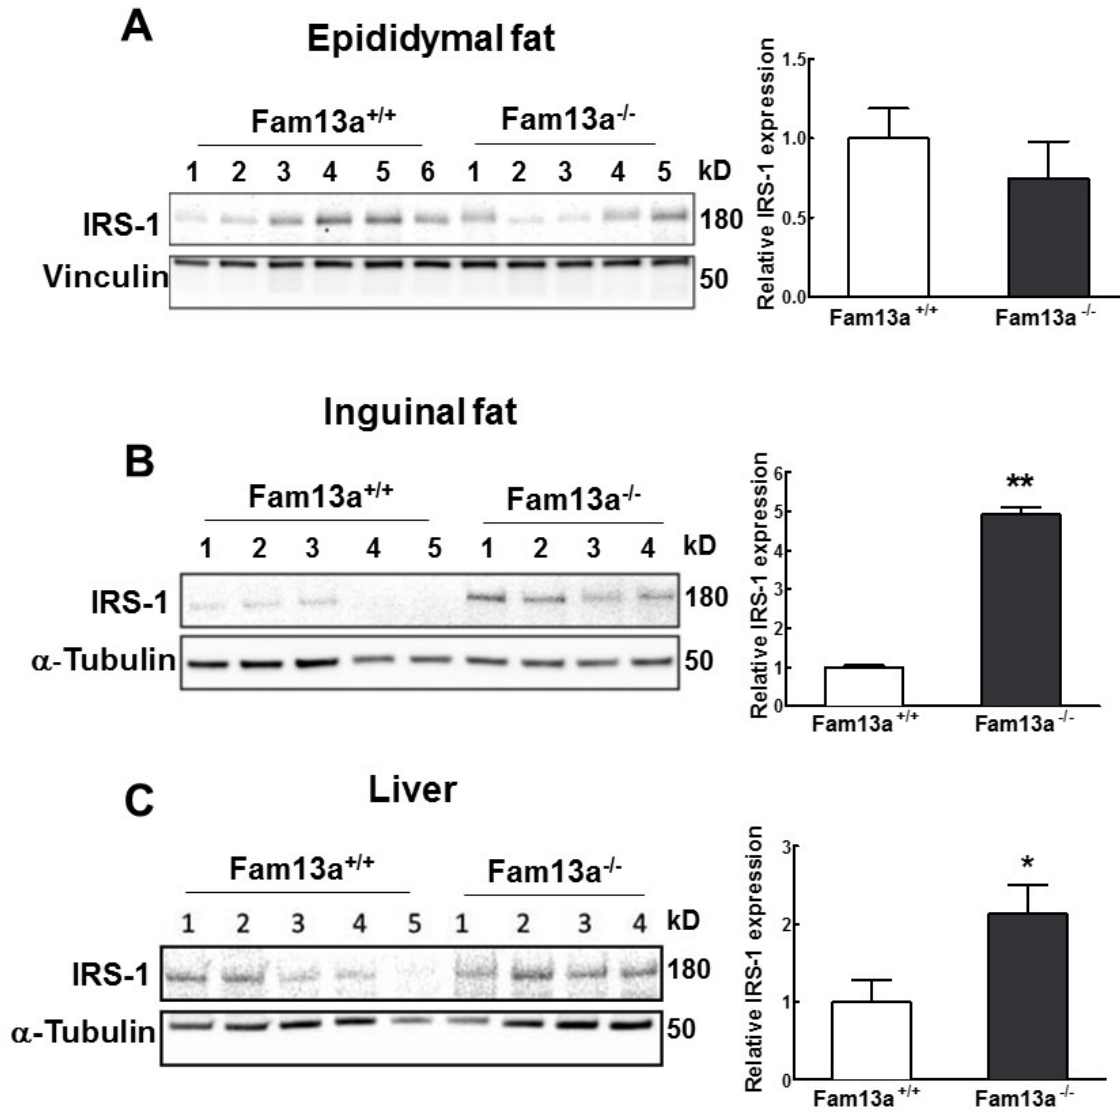 A
Epididymal fat
Fam13a+/+ Fam13a-/-
1 2 3 4 5 6 1 2 3 4 5 kD
IRS-1 180
Vinculin 50
Relative IRS-1 expression
1.5
1.0
0.5
0.0
Fam13a +/+ Fam13a -/-
Inguinal fat
B
Fam13a+/+ Fam13a-/-
1 2 3 4 5 1 2 3 4 kD
IRS-1 180
α-Tubulin 50
Relative IRS-1 expression
6
5
4
3
2
1
0
**
Fam13a +/+ Fam13a -/-
Liver
C
Fam13a+/+ Fam13a-/-
1 2 3 4 5 1 2 3 4 kD
IRS-1 180
α-Tubulin 50
Relative IRS-1 expression
3
2
1
0
*
Fam13a +/+ Fam13a -/-